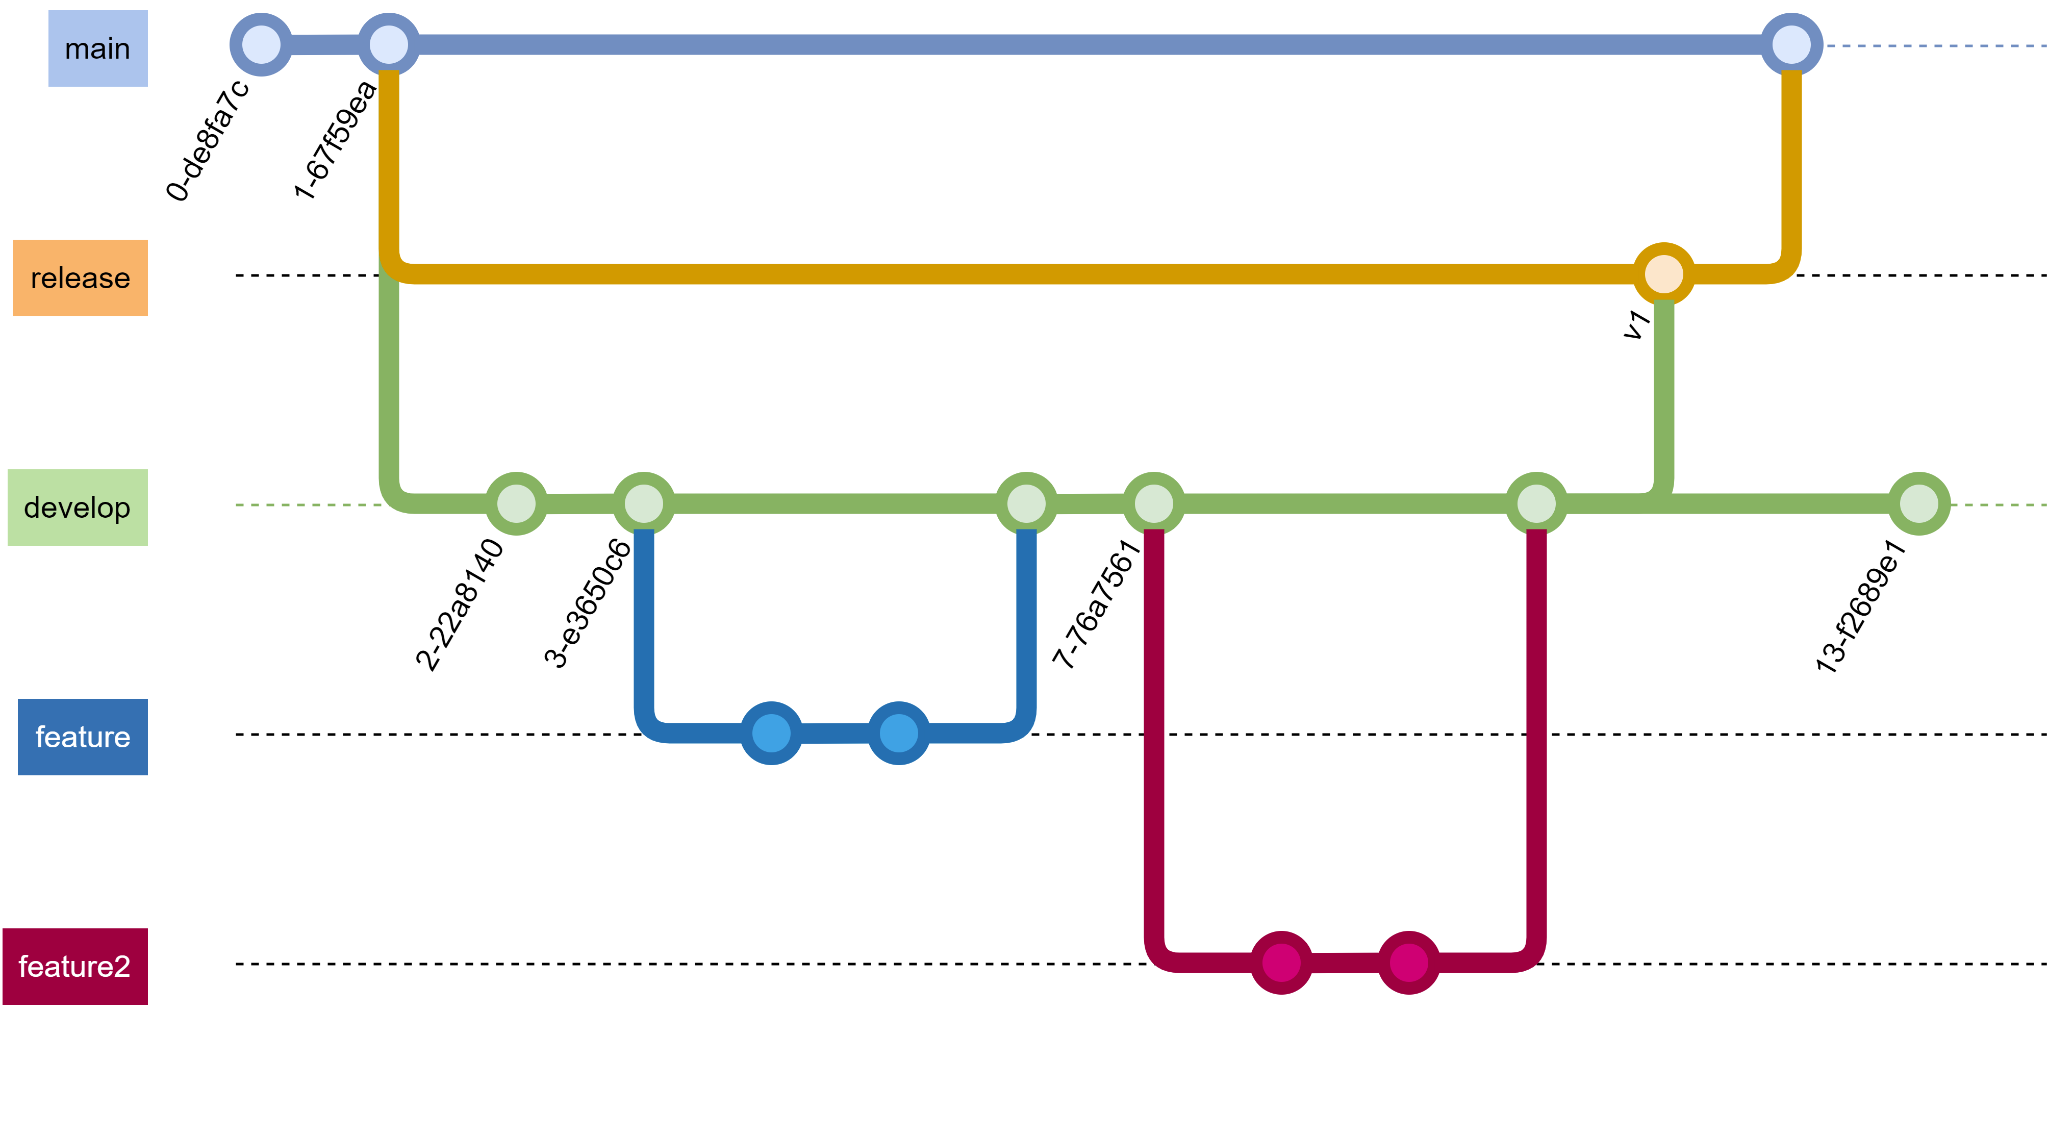 main
0-de8fa7c
1-67f59ea
release
v1
develop
2-22a8140
3-e3650c6
7-76a7561
13-f2689e1
feature
feature2